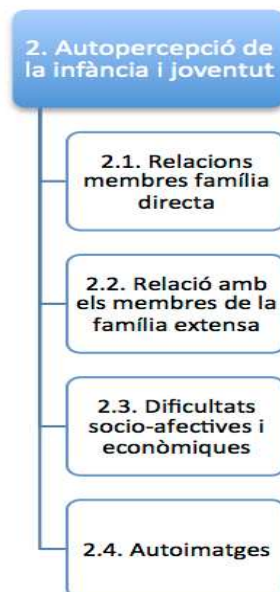 2. Autopercepció de
la infància i joventut
2.1. Relacions
membres família
directa
2.2. Relació amb
els membres de la
família extensa
2.3. Dificultats
socio-afectives i
econòmiques
2.4. Autoimatges